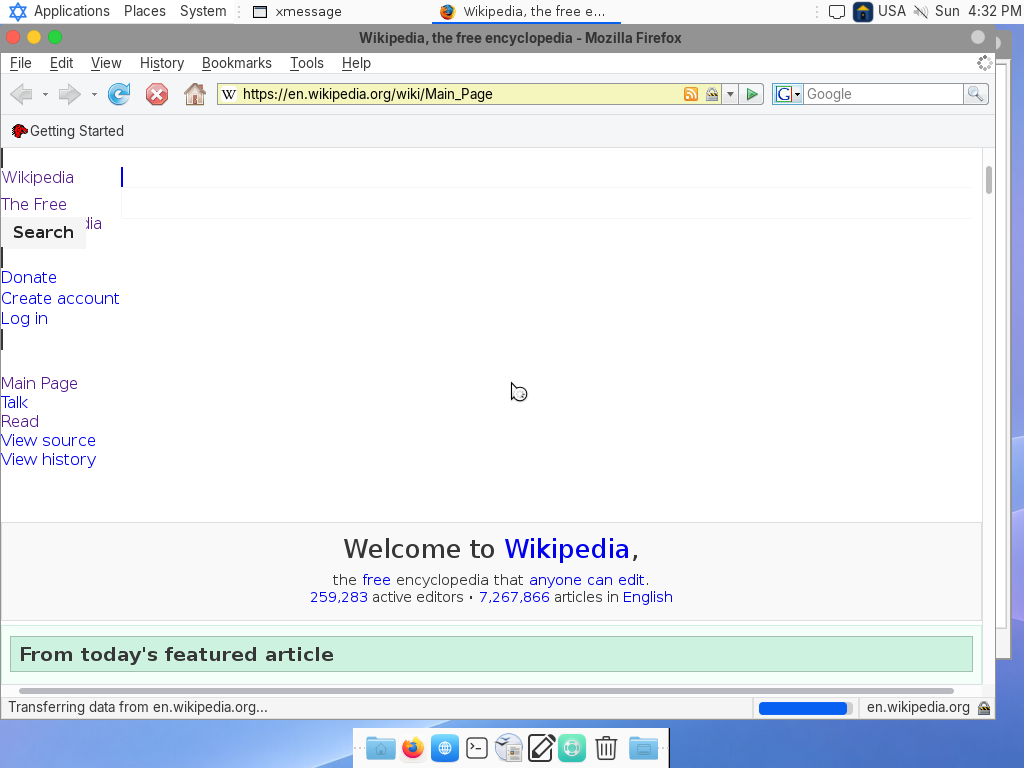 Applications Places System xmessage Wikipedia, the free e... USA Sun 4:32 PM
Wikipedia, the free encyclopedia - Mozilla Firefox
File Edit View History Bookmarks Tools Help
W https://en.wikipedia.org/wiki/Main_Page G Google
Getting Started
Wikipedia
The Free
dia
Search
Donate
Create account
Log in
Main Page
Talk
Read
View source
View history
Welcome to Wikipedia,
the free encyclopedia that anyone can edit.
259,283 active editors · 7,267,866 articles in English
From today's featured article
Transferring data from en.wikipedia.org... en.wikipedia.org